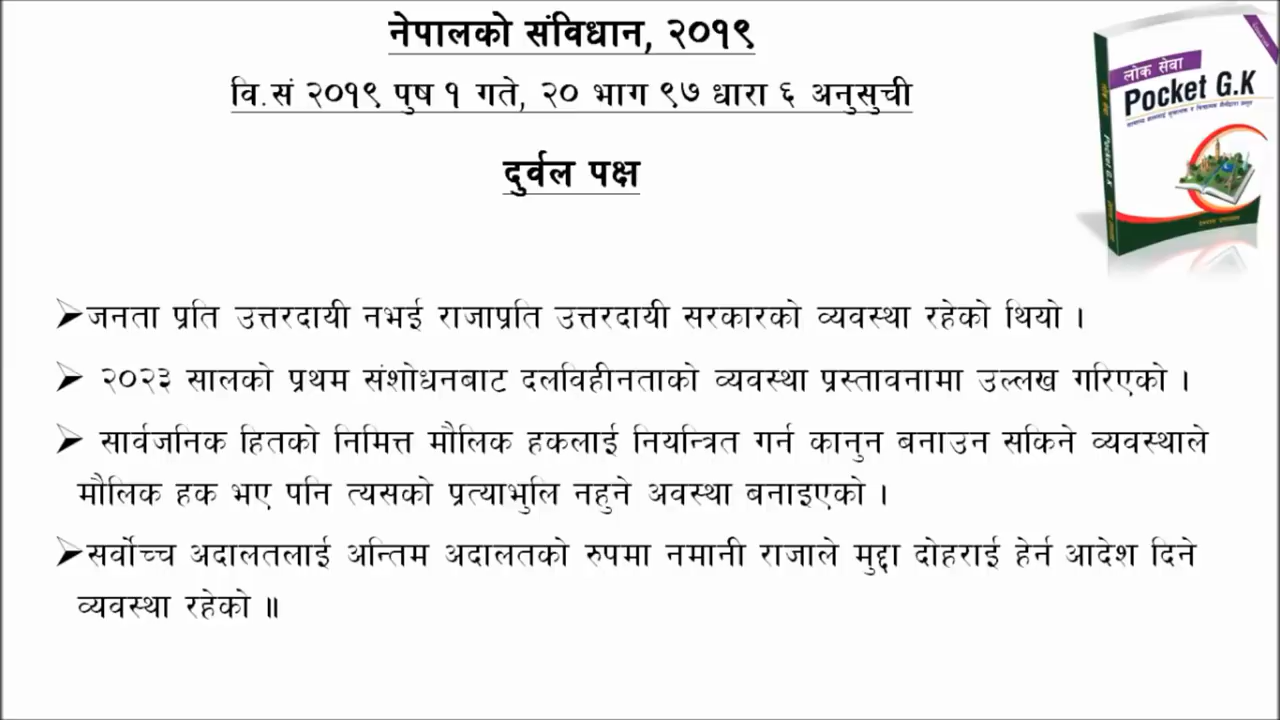 नेपालको संविधान, २०१९
वि.सं २०१९ पुष १ गते, २० भाग ९७ धारा ६ अनुसुची
दुर्वल पक्ष
लोक सेवा
Pocket G.K
Pocket G.K
जनता प्रति उत्तरदायी नभई राजाप्रति उत्तरदायी सरकारको व्यवस्था रहेको थियो ।
२०२३ सालको प्रथम संशोधनबाट दलविहीनताको व्यवस्था प्रस्तावनामा उल्लख गरिएको ।
सार्वजनिक हितको निमित्त मौलिक हकलाई नियन्त्रित गर्न कानुन बनाउन सकिने व्यवस्थाले
मौलिक हक भए पनि त्यसको प्रत्याभुलि नहुने अवस्था बनाइएको ।
सर्वोच्च अदालतलाई अन्तिम अदालतको रुपमा नमानी राजाले मुद्दा दोहराई हेर्न आदेश दिने
व्यवस्था रहेको ॥